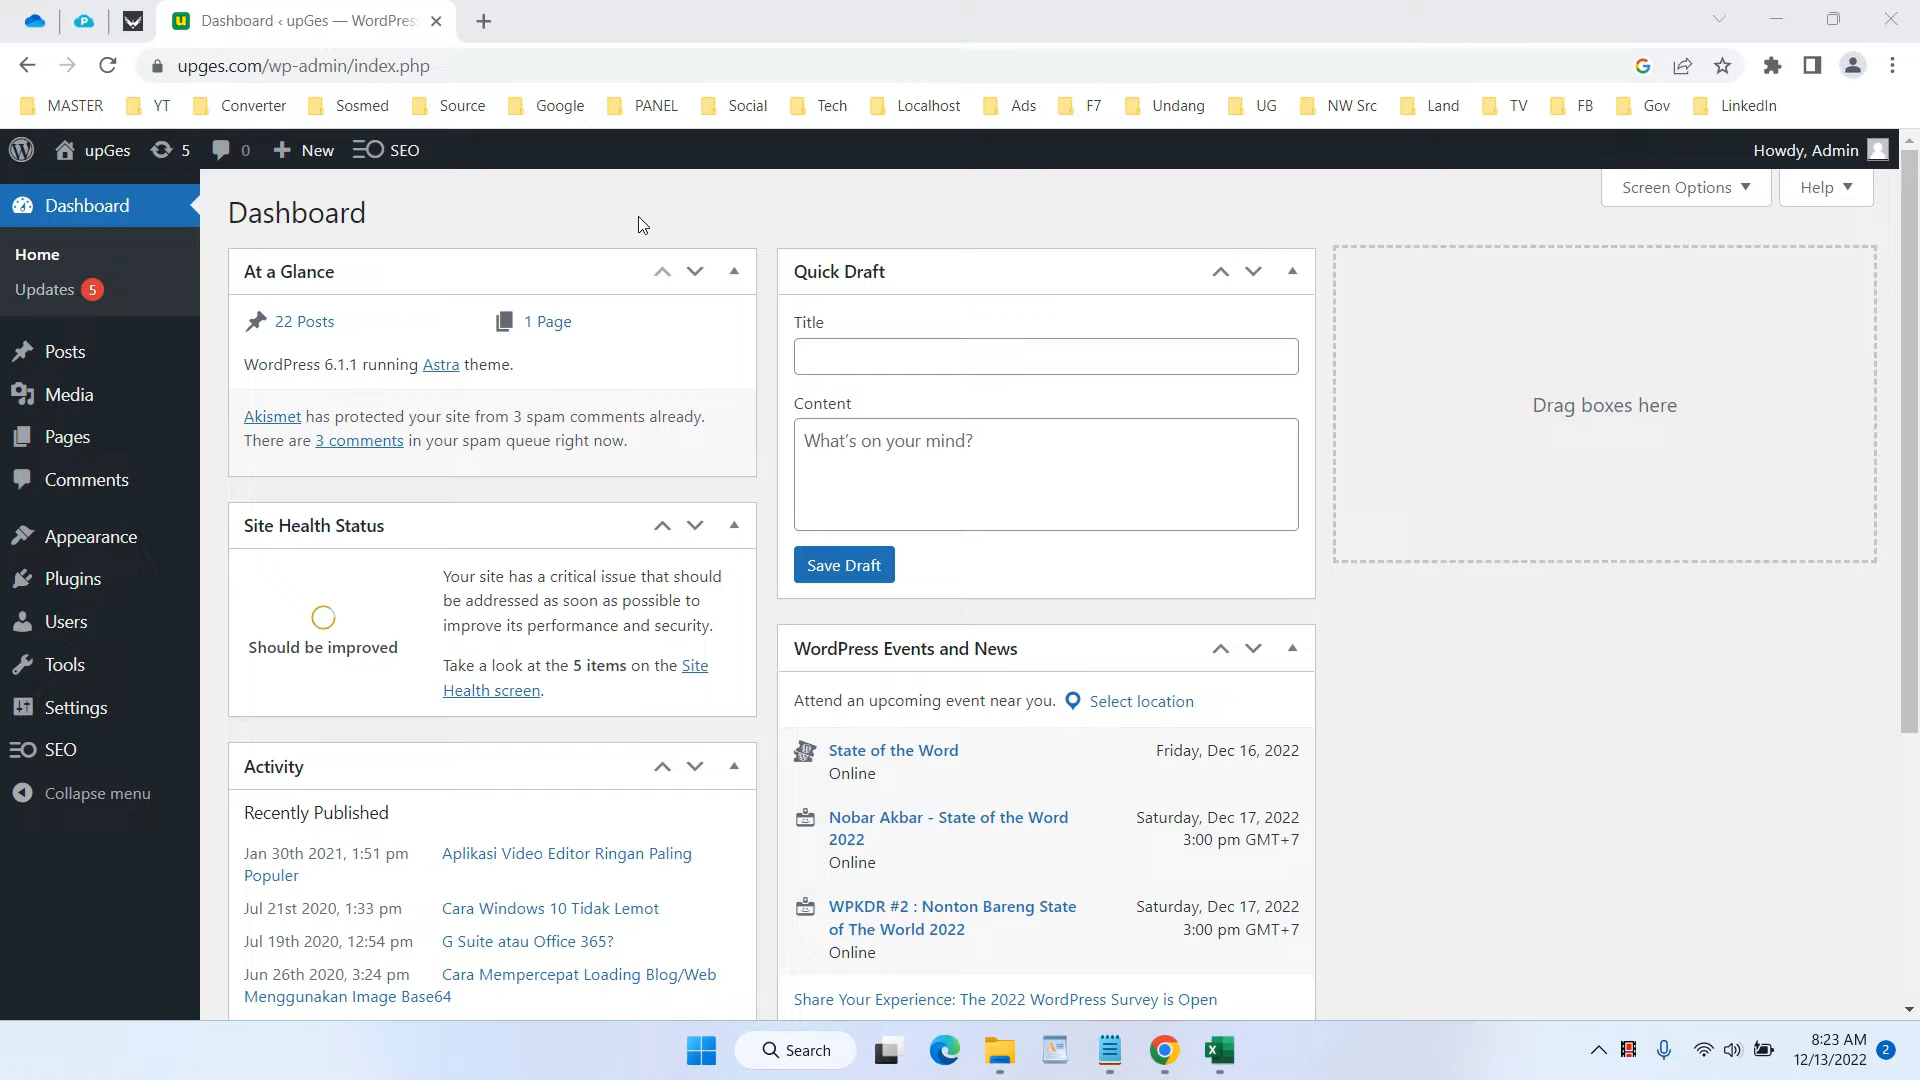 Dashboard ‹ upGes — WordPres
upges.com/wp-admin/index.php
MASTER YT Converter Sosmed Source Google PANEL Social Tech Localhost Ads F7 Undang UG NW Src Land TV FB Gov LinkedIn
upGes 5 0 New SEO Howdy, Admin
Screen Options Help
Dashboard
Home
Updates 5
Posts
Media
Pages
Comments
Appearance
Plugins
Users
Tools
Settings
SEO
Collapse menu
Dashboard
At a Glance
22 Posts 1 Page
WordPress 6.1.1 running Astra theme.
Akismet has protected your site from 3 spam comments already.
There are 3 comments in your spam queue right now.
Site Health Status
Should be improved
Your site has a critical issue that should
be addressed as soon as possible to
improve its performance and security.
Take a look at the 5 items on the Site
Health screen.
Activity
Recently Published
Jan 30th 2021, 1:51 pm Aplikasi Video Editor Ringan Paling
Populer
Jul 21st 2020, 1:33 pm Cara Windows 10 Tidak Lemot
Jul 19th 2020, 12:54 pm G Suite atau Office 365?
Jun 26th 2020, 3:24 pm Cara Mempercepat Loading Blog/Web
Menggunakan Image Base64
Quick Draft
Title
Content
What's on your mind?
Save Draft
WordPress Events and News
Attend an upcoming event near you. Select location
State of the Word Friday, Dec 16, 2022
Online
Nobar Akbar - State of the Word Saturday, Dec 17, 2022
2022 3:00 pm GMT+7
Online
WPKDR #2 : Nonton Bareng State Saturday, Dec 17, 2022
of The World 2022 3:00 pm GMT+7
Online
Share Your Experience: The 2022 WordPress Survey is Open
Drag boxes here
Search
8:23 AM
12/13/2022
2